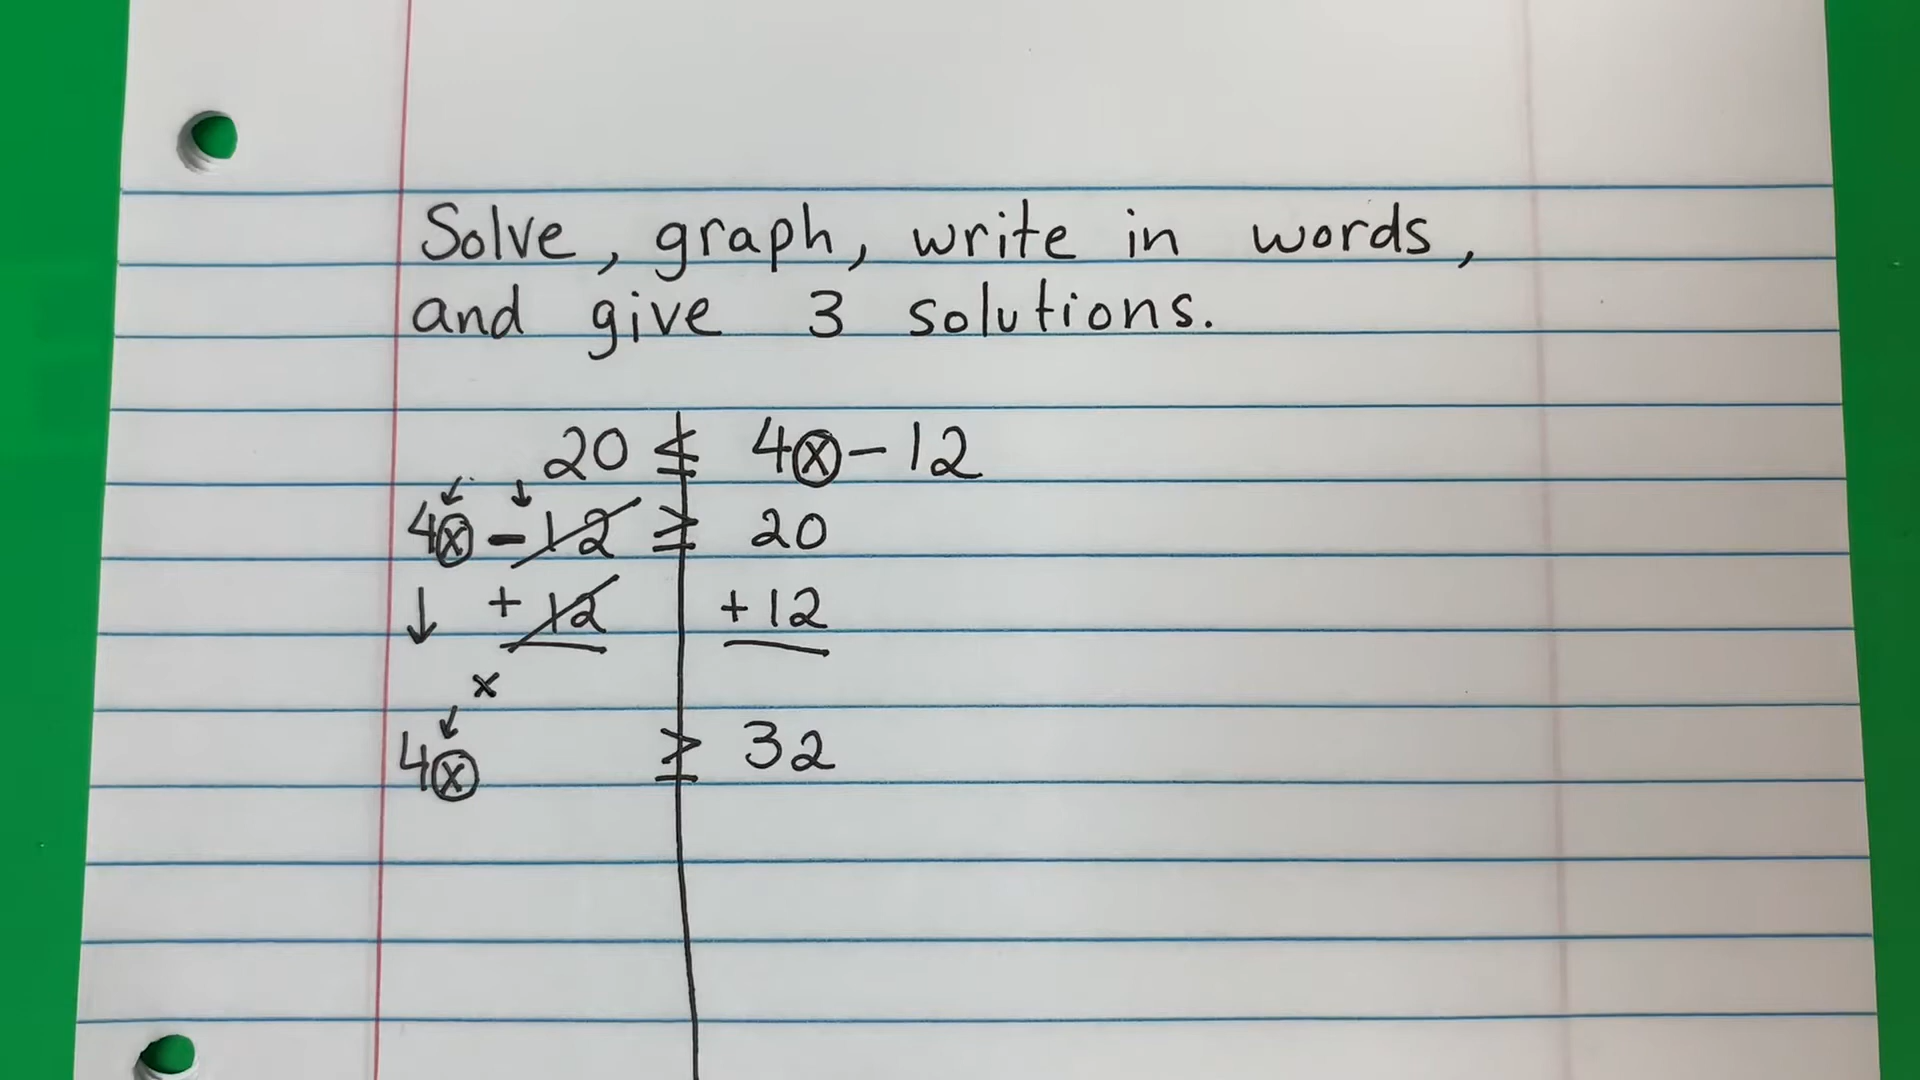 Solve, graph, write in words,
and give 3 solutions.
20 ≤ 4x - 12
4x - 12 ≥ 20
↓ + 12 + 12
x
4x ≥ 32